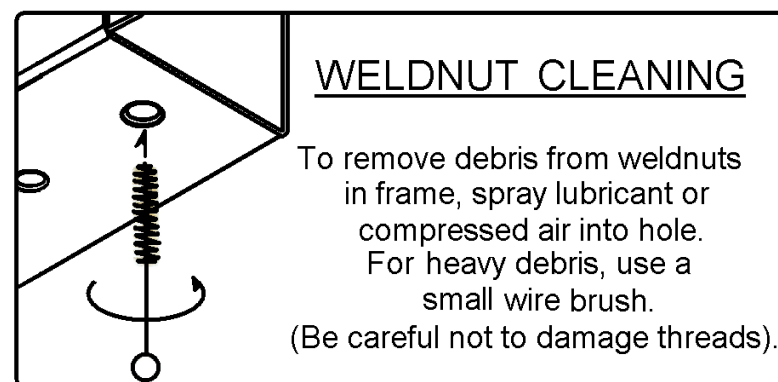 WELDNUT CLEANING
To remove debris from weldnuts
in frame, spray lubricant or
compressed air into hole.
For heavy debris, use a
small wire brush.
(Be careful not to damage threads).